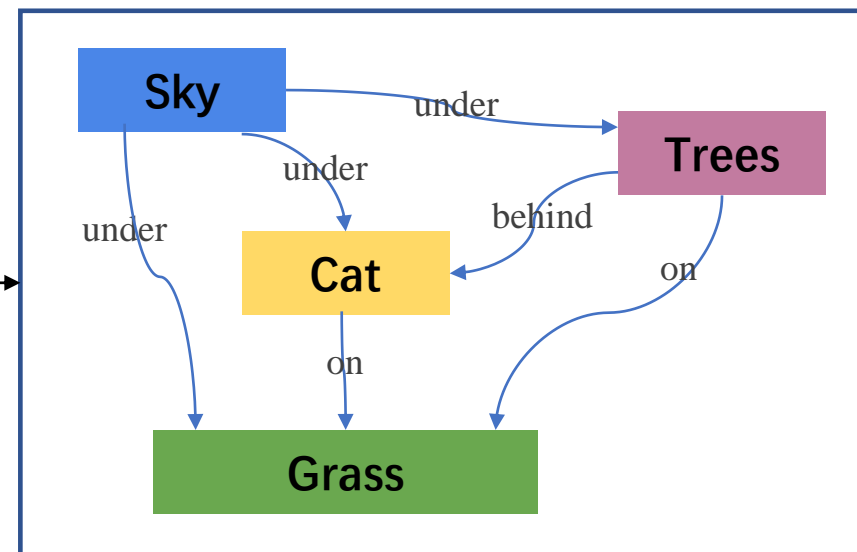 Sky
under
Trees
under
behind
under
Cat
on
on
Grass